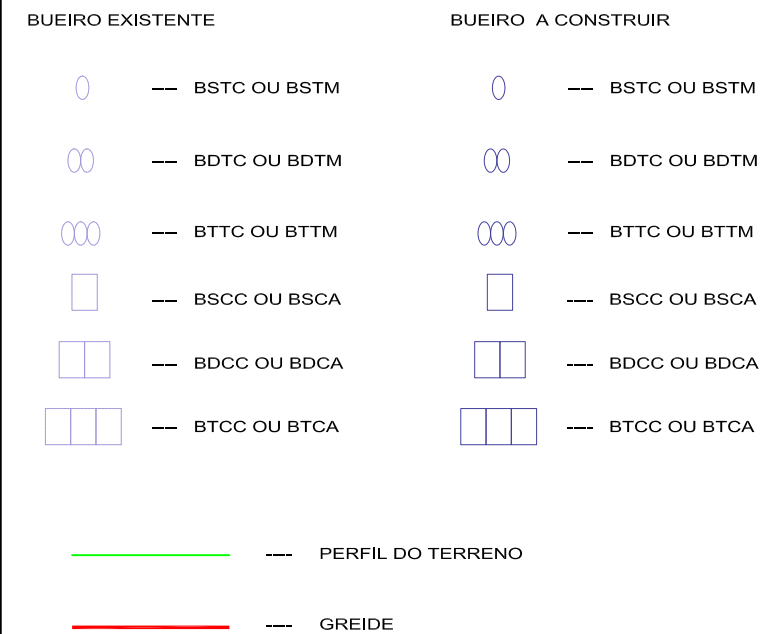 BUEIRO EXISTENTE
BUEIRO A CONSTRUIR
BSTC OU BSTM
BSTC OU BSTM
BDTC OU BDTM
BDTC OU BDTM
BTTC OU BTTM
BTTC OU BTTM
BSCC OU BSCA
BSCC OU BSCA
BDCC OU BDCA
BDCC OU BDCA
BTCC OU BTCA
BTCC OU BTCA
PERFIL DO TERRENO
GREIDE